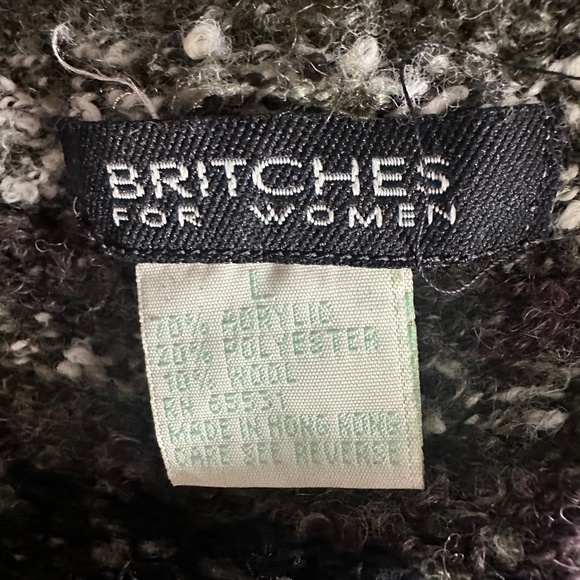 BRITCHES
FOR WOMEN
L
70% ACRYLIC
20% POLYESTER
10% WOOL
RN 65531
MADE IN HONG KONG
CARE SEE REVERSE